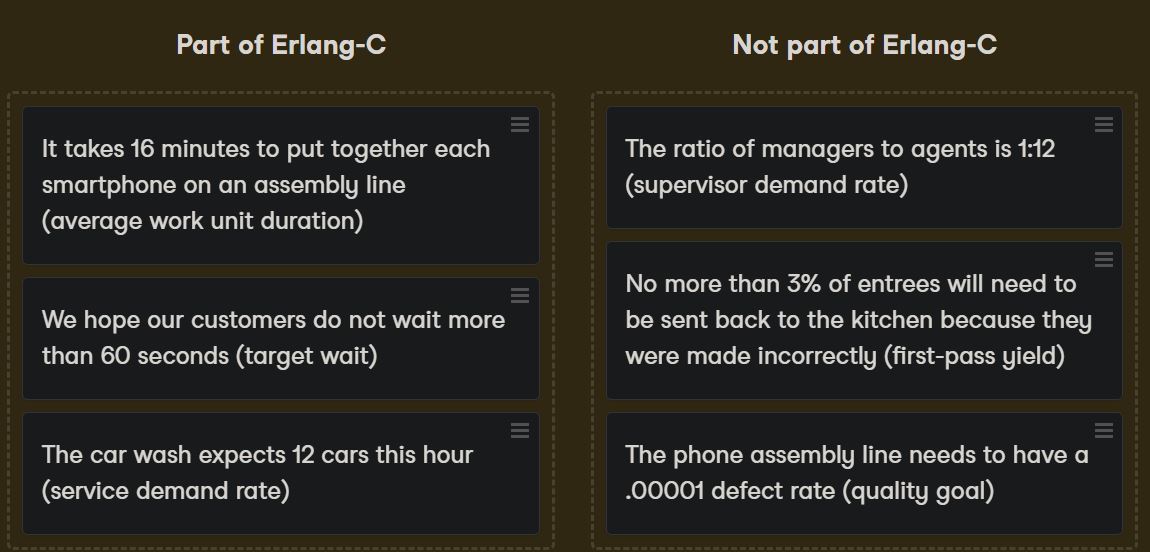 Part of Erlang-C
It takes 16 minutes to put together each
smartphone on an assembly line
(average work unit duration)
We hope our customers do not wait more
than 60 seconds (target wait)
The car wash expects 12 cars this hour
(service demand rate)
Not part of Erlang-C
The ratio of managers to agents is 1:12
(supervisor demand rate)
No more than 3% of entrees will need to
be sent back to the kitchen because they
were made incorrectly (first-pass yield)
The phone assembly line needs to have a
.00001 defect rate (quality goal)